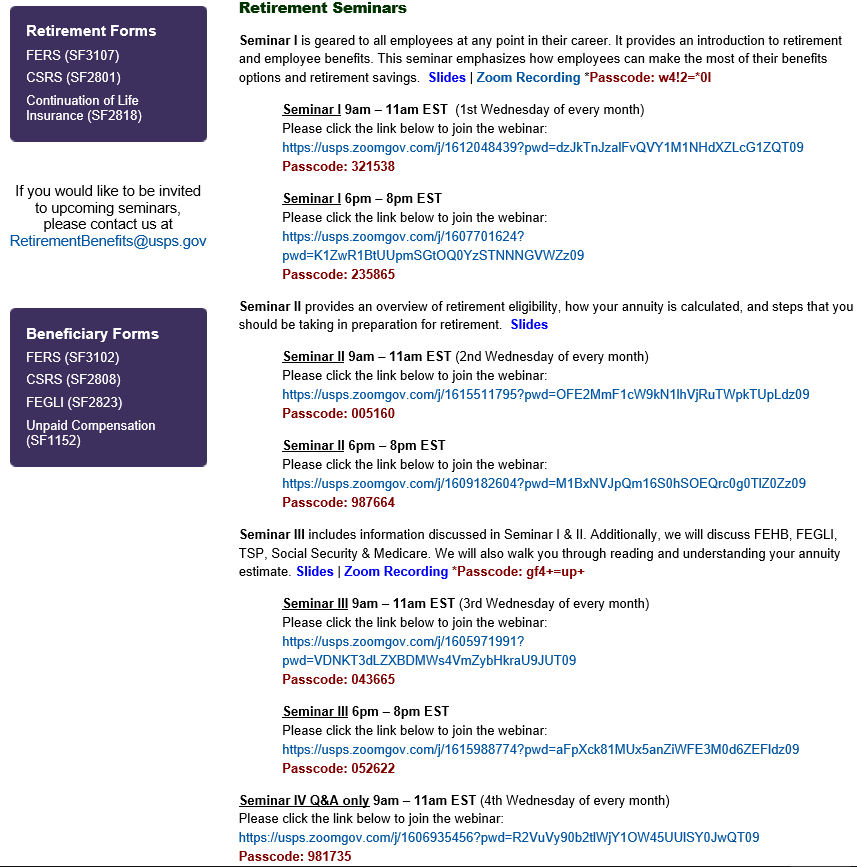 Retirement Forms
FERS (SF3107)
CSRS (SF2801)
Continuation of Life
Insurance (SF2818)
If you would like to be invited
to upcoming seminars,
please contact us at
RetirementBenefits@usps.gov
Beneficiary Forms
FERS (SF3102)
CSRS (SF2808)
FEGLI (SF2823)
Unpaid Compensation
(SF1152)
Retirement Seminars
Seminar I is geared to all employees at any point in their career. It provides an introduction to retirement
and employee benefits. This seminar emphasizes how employees can make the most of their benefits
options and retirement savings.  Slides | Zoom Recording *Passcode: w4!2=*0I
Seminar I 9am – 11am EST  (1st Wednesday of every month)
Please click the link below to join the webinar:
https://usps.zoomgov.com/j/1612048439?pwd=dzJkTnJzalFvQVY1M1NHdXZLcG1ZQT09
Passcode: 321538
Seminar I 6pm – 8pm EST
Please click the link below to join the webinar:
https://usps.zoomgov.com/j/1607701624?
pwd=K1ZwR1BtUUpmSGtOQ0YzSTNNNGVWZz09
Passcode: 235865
Seminar II provides an overview of retirement eligibility, how your annuity is calculated, and steps that you
should be taking in preparation for retirement.  Slides
Seminar II 9am – 11am EST (2nd Wednesday of every month)
Please click the link below to join the webinar:
https://usps.zoomgov.com/j/1615511795?pwd=OFE2MmF1cW9kN1lhVjRuTWpkTUpLdz09
Passcode: 005160
Seminar II 6pm – 8pm EST
Please click the link below to join the webinar:
https://usps.zoomgov.com/j/1609182604?pwd=M1BxNVJpQm16S0hSOEQrc0g0TlZ0Zz09
Passcode: 987664
Seminar III includes information discussed in Seminar I & II. Additionally, we will discuss FEHB, FEGLI,
TSP, Social Security & Medicare. We will also walk you through reading and understanding your annuity
estimate. Slides | Zoom Recording *Passcode: gf4+=up+
Seminar III 9am – 11am EST (3rd Wednesday of every month)
Please click the link below to join the webinar:
https://usps.zoomgov.com/j/1605971991?
pwd=VDNKT3dLZXBDMWs4VmZybHkraU9JUT09
Passcode: 043665
Seminar III 6pm – 8pm EST
Please click the link below to join the webinar:
https://usps.zoomgov.com/j/1615988774?pwd=aFpXck81MUx5anZiWFE3M0d6ZEFIdz09
Passcode: 052622
Seminar IV Q&A only 9am – 11am EST (4th Wednesday of every month)
Please click the link below to join the webinar:
https://usps.zoomgov.com/j/1606935456?pwd=R2VuVy90b2tlWjY1OW45UUlSY0JwQT09
Passcode: 981735